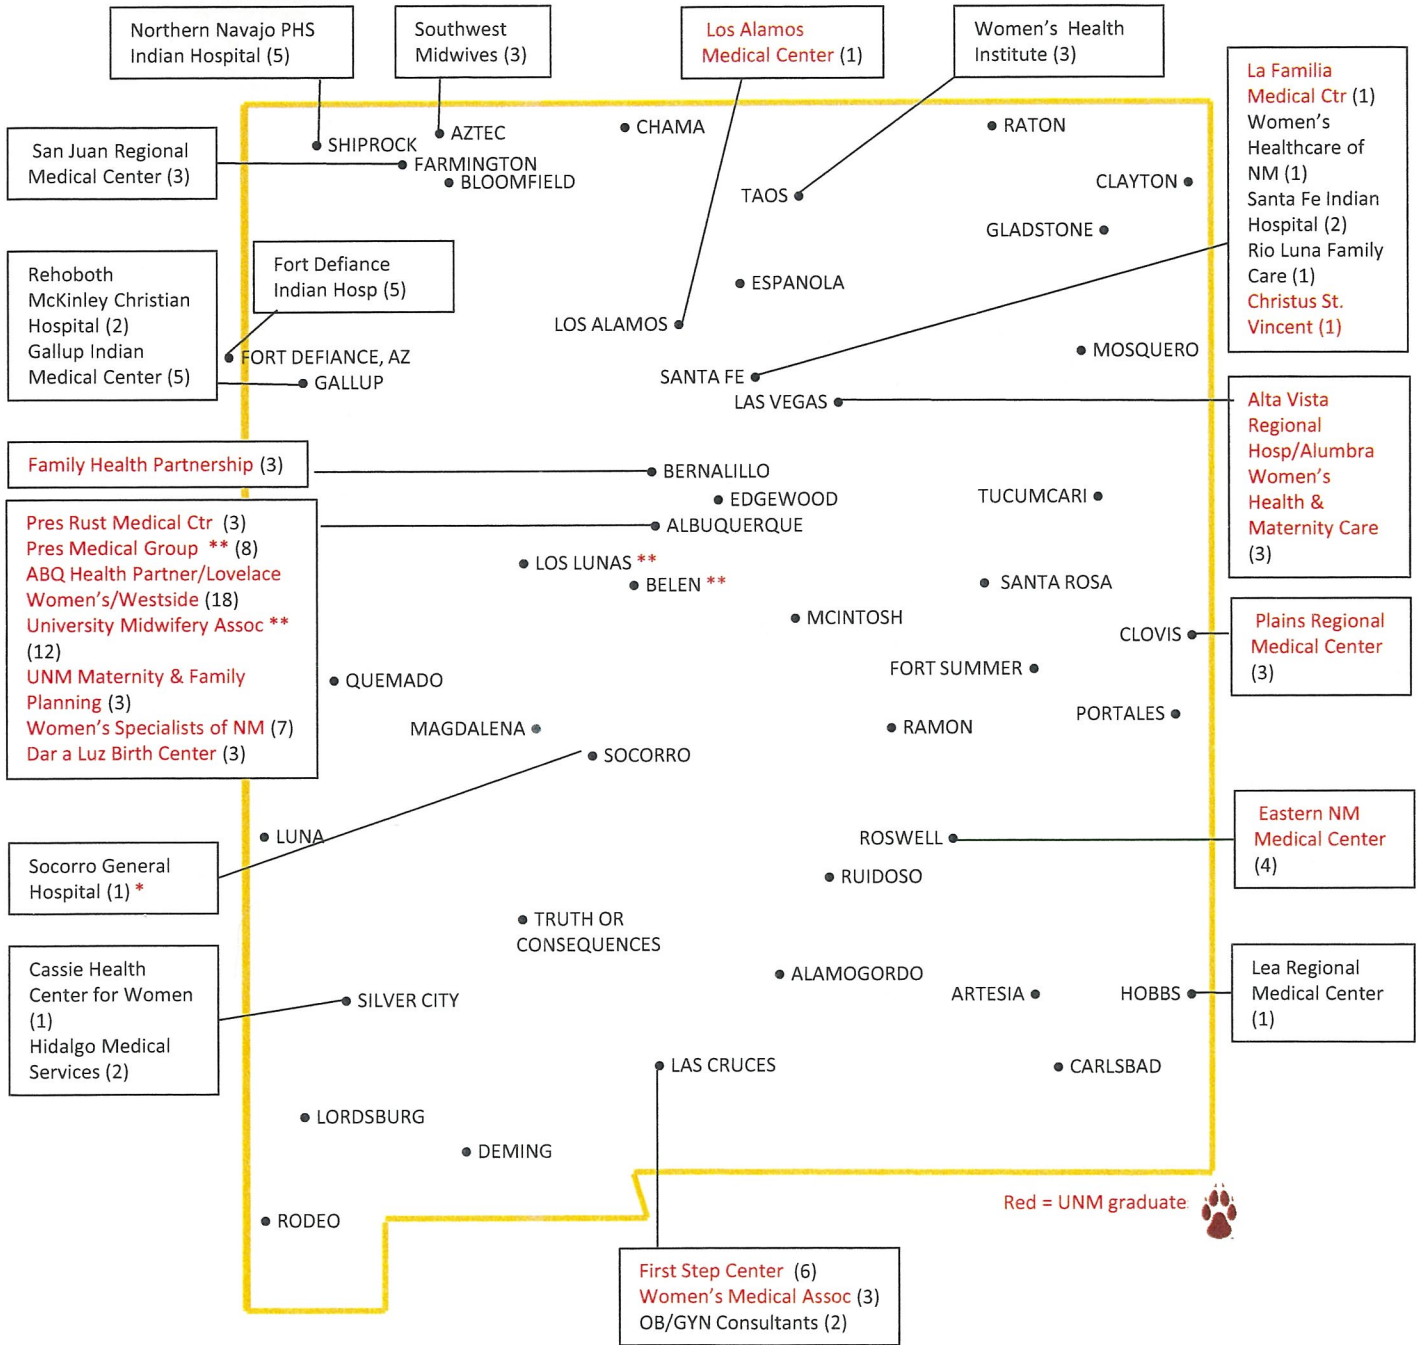 Northern Navajo PHS
Indian Hospital (5)
Southwest
Midwives (3)
Los Alamos
Medical Center (1)
Women's Health
Institute (3)
La Familia
Medical Ctr (1)
Women's
Healthcare of
NM (1)
Santa Fe Indian
Hospital (2)
Rio Luna Family
Care (1)
Christus St.
Vincent (1)
San Juan Regional
Medical Center (3)
SHIPROCK
AZTEC
FARMINGTON
BLOOMFIELD
CHAMA
RATON
TAOS
CLAYTON
GLADSTONE
Rehoboth
McKinley Christian
Hospital (2)
Gallup Indian
Medical Center (5)
Fort Defiance
Indian Hosp (5)
ESPANOLA
LOS ALAMOS
FORT DEFIANCE, AZ
GALLUP
MOSQUERO
SANTA FE
LAS VEGAS
Alta Vista
Regional
Hosp/Alumbra
Women's
Health &
Maternity Care
(3)
Family Health Partnership (3)
BERNALILLO
EDGEWOOD
TUCUMCARI
ALBUQUERQUE
Pres Rust Medical Ctr (3)
Pres Medical Group ** (8)
ABQ Health Partner/Lovelace
Women's/Westside (18)
University Midwifery Assoc **
(12)
UNM Maternity & Family
Planning (3)
Women's Specialists of NM (7)
Dar a Luz Birth Center (3)
LOS LUNAS **
BELEN **
SANTA ROSA
MCINTOSH
CLOVIS
Plains Regional
Medical Center
(3)
FORT SUMMER
QUEMADO
MAGDALENA
RAMON
PORTALES
SOCORRO
LUNA
ROSWELL
Eastern NM
Medical Center
(4)
Socorro General
Hospital (1) *
RUIDOSO
TRUTH OR
CONSEQUENCES
Cassie Health
Center for Women
(1)
Hidalgo Medical
Services (2)
SILVER CITY
ALAMOGORDO
ARTESIA
HOBBS
Lea Regional
Medical Center
(1)
LAS CRUCES
CARLSBAD
LORDSBURG
DEMING
RODEO
Red = UNM graduate
First Step Center (6)
Women's Medical Assoc (3)
OB/GYN Consultants (2)